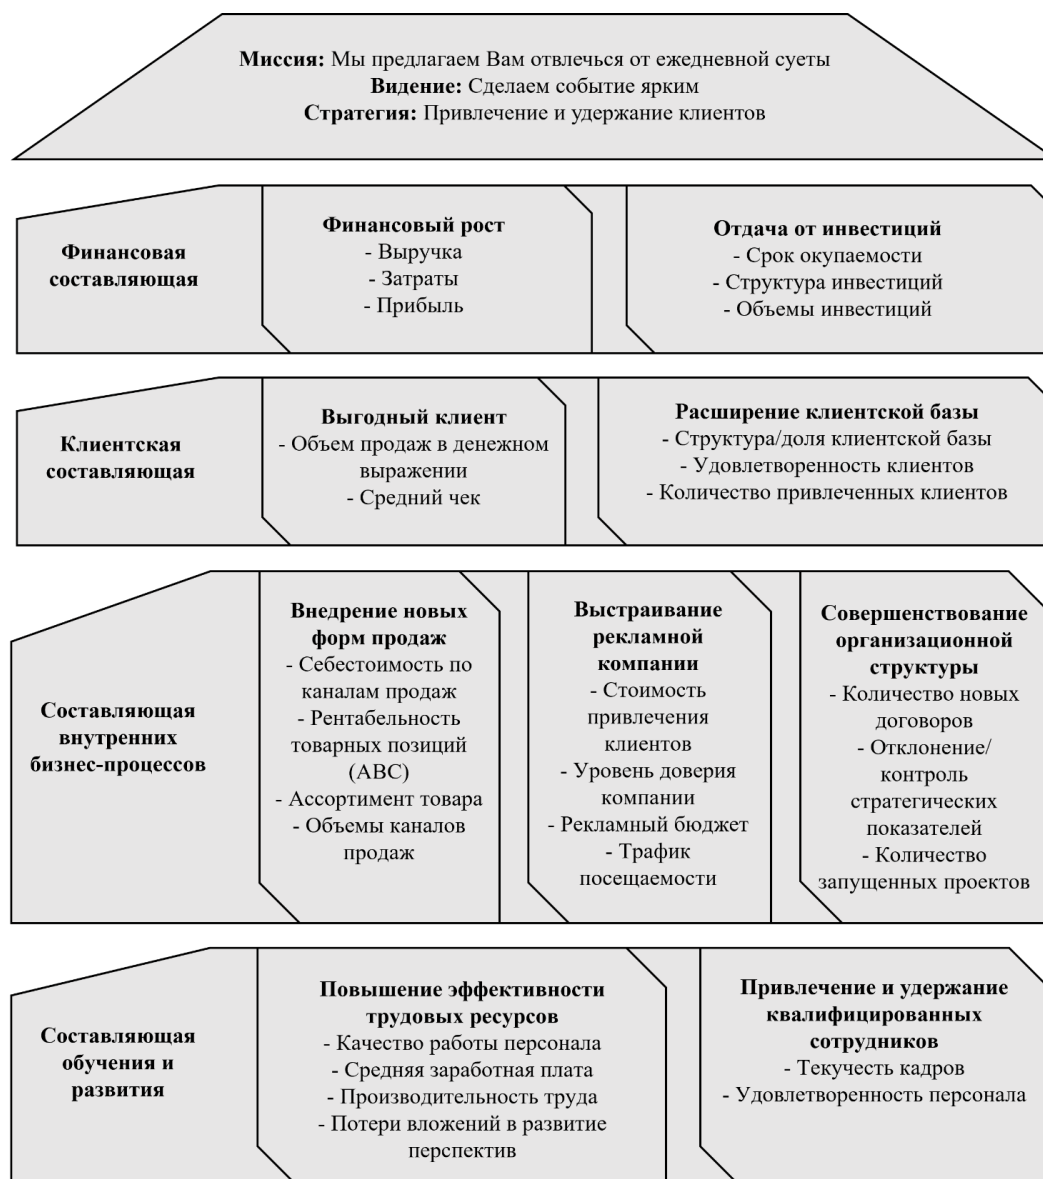 Миссия: Мы предлагаем Вам отвлечься от ежедневной суеты
Видение: Сделаем событие ярким
Стратегия: Привлечение и удержание клиентов
Финансовая
составляющая
Финансовый рост
- Выручка
- Затраты
- Прибыль
Отдача от инвестиций
- Срок окупаемости
- Структура инвестиций
- Объемы инвестиций
Клиентская
составляющая
Выгодный клиент
- Объем продаж в денежном
выражении
- Средний чек
Расширение клиентской базы
- Структура/доля клиентской базы
- Удовлетворенность клиентов
- Количество привлеченных клиентов
Составляющая
внутренних
бизнес-процессов
Внедрение новых
форм продаж
- Себестоимость по
каналам продаж
- Рентабельность
товарных позиций
(ABC)
- Ассортимент товара
- Объемы каналов
продаж
Выстраивание
рекламной
компании
- Стоимость
привлечения
клиентов
- Уровень доверия
компании
- Рекламный бюджет
- Трафик
посещаемости
Совершенствование
организационной
структуры
- Количество новых
договоров
- Отклонение/
контроль
стратегических
показателей
- Количество
запущенных проектов
Составляющая
обучения и
развития
Повышение эффективности
трудовых ресурсов
- Качество работы персонала
- Средняя заработная плата
- Производительность труда
- Потери вложений в развитие
перспектив
Привлечение и удержание
квалифицированных
сотрудников
- Текучесть кадров
- Удовлетворенность персонала